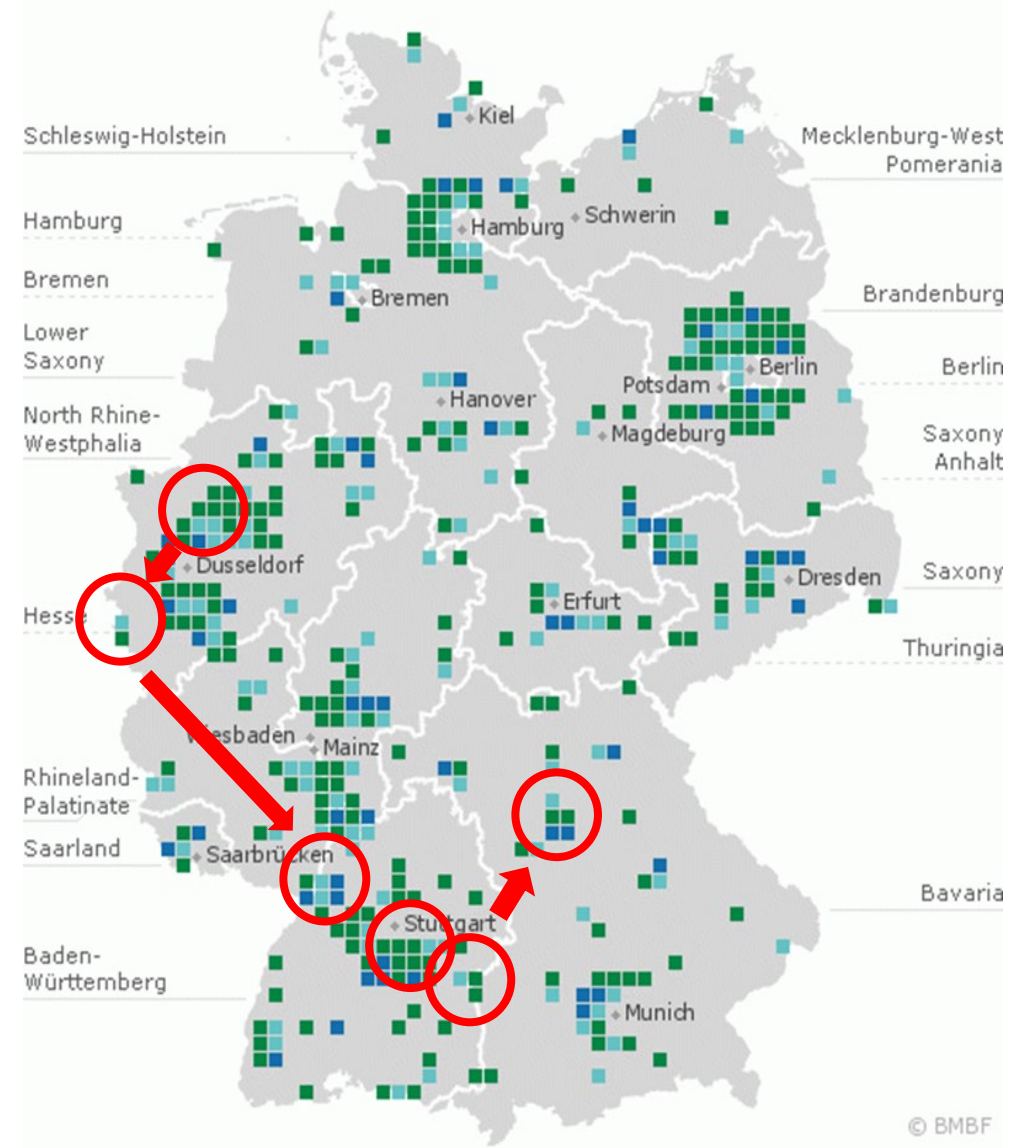 Kiel
Schleswig-Holstein
Mecklenburg-West
Pomerania
Schwerin
Hamburg
Hamburg
Bremen
Bremen
Brandenburg
Lower
Saxony
Berlin
Berlin
Potsdam
Hanover
North Rhine-
Westphalia
Magdeburg
Saxony
Anhalt
Dusseldorf
Saxony
Dresden
Hesse
Erfurt
Thuringia
Wiesbaden
Mainz
Rhineland-
Palatinate
Saarland
Saarbrücken
Bavaria
Stuttgart
Baden-
Württemberg
Munich
© BMBF